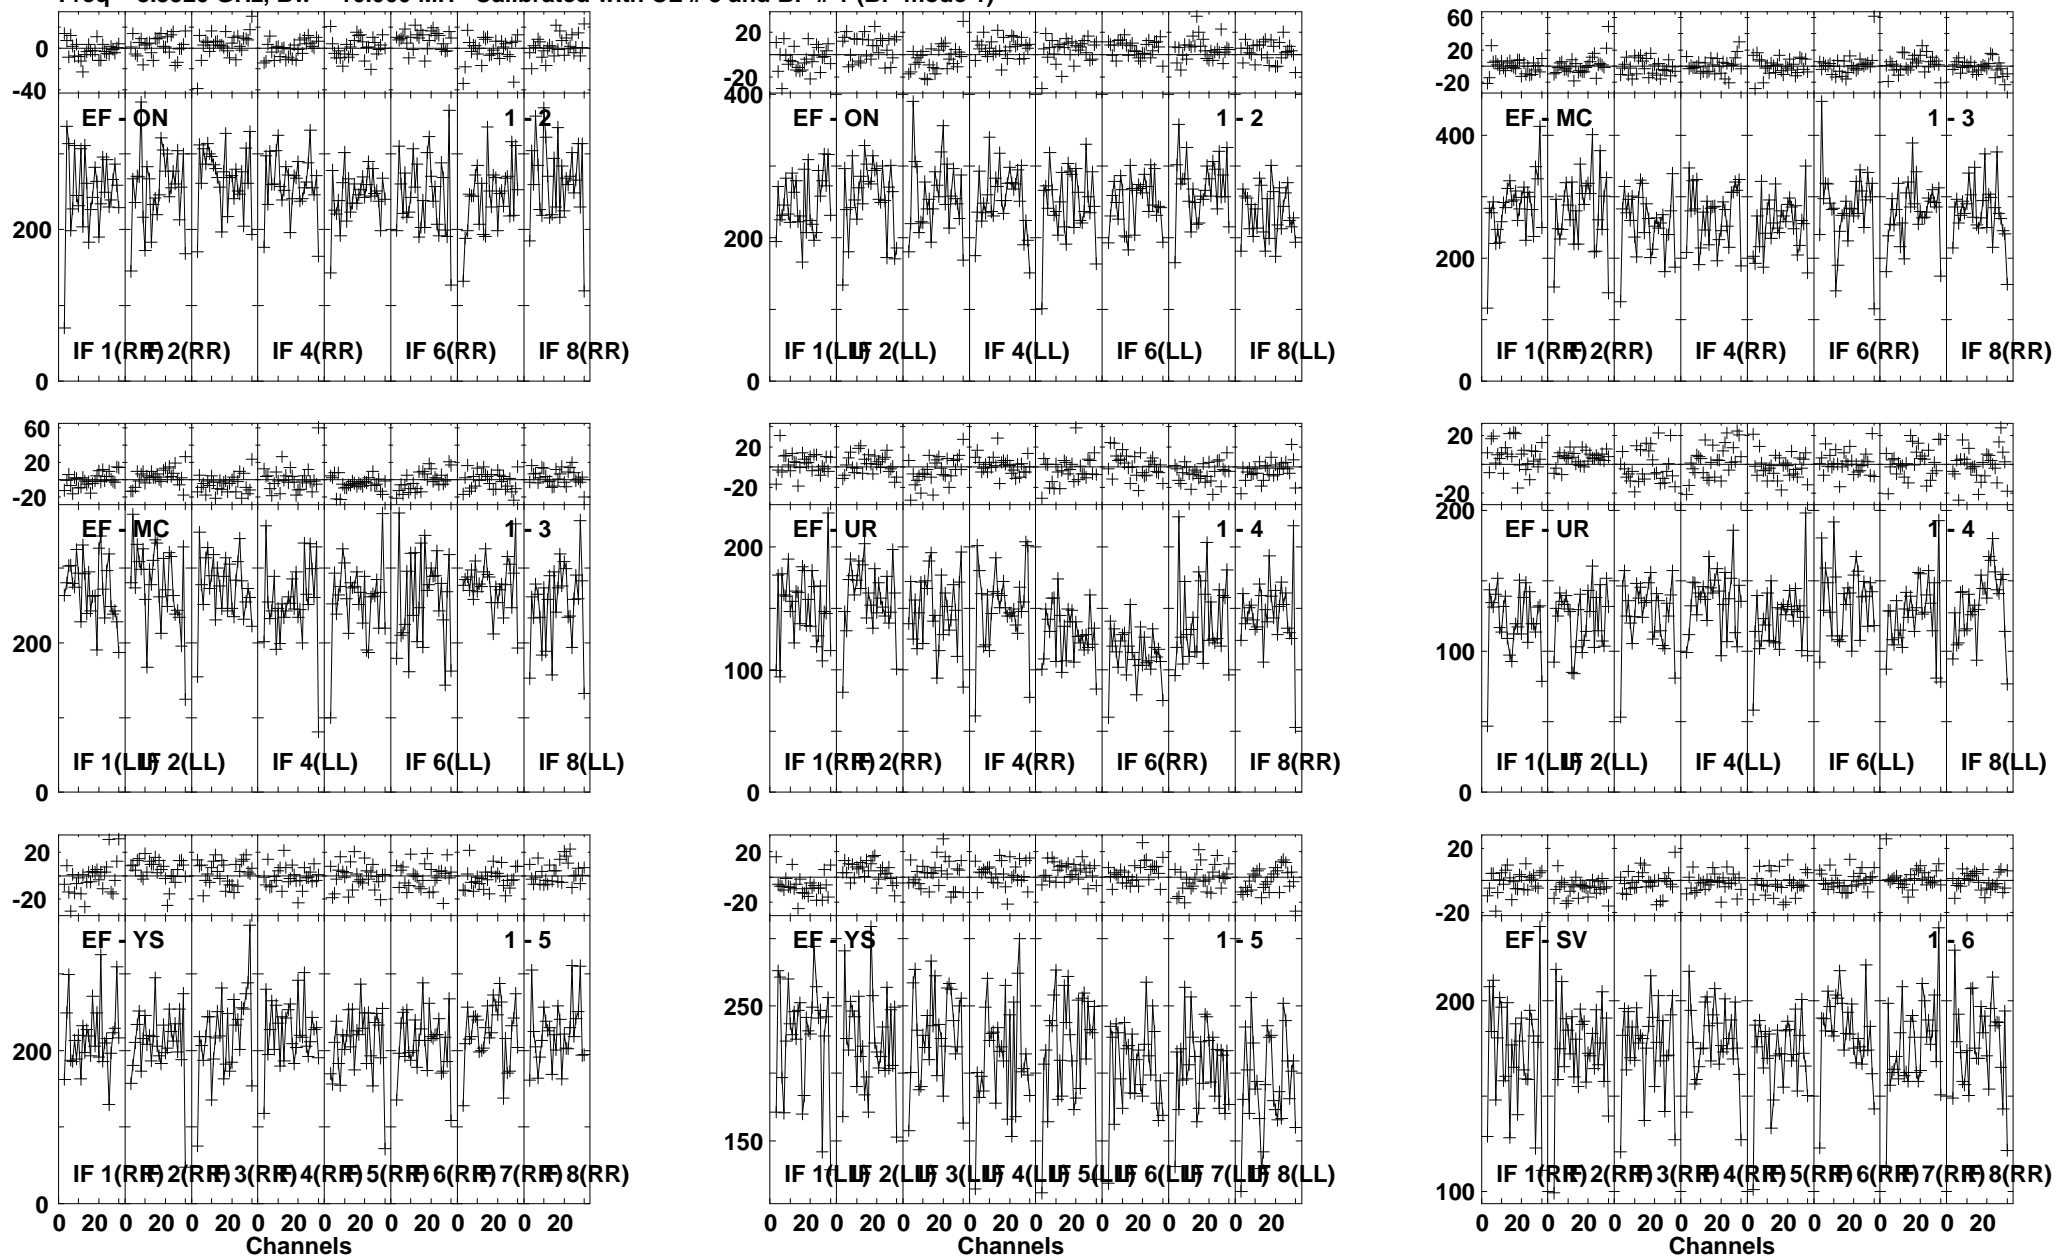 0
-40
EF - ON 1 - 2
200
IF 1(RR) IF 2(RR) IF 4(RR) IF 6(RR) IF 8(RR)
0
20
-20
400
EF - ON 1 - 2
200
IF 1(LL) IF 2(LL) IF 4(LL) IF 6(LL) IF 8(LL)
0
60
20
-20
EF - MC 1 - 3
400
200
IF 1(RR) IF 2(RR) IF 4(RR) IF 6(RR) IF 8(RR)
0
60
20
-20
EF - MC 1 - 3
200
IF 1(LL) IF 2(LL) IF 4(LL) IF 6(LL) IF 8(LL)
0
20
-20
EF - UR 1 - 4
200
100
IF 1(RR) IF 2(RR) IF 4(RR) IF 6(RR) IF 8(RR)
0
20
-20
200
EF - UR 1 - 4
100
IF 1(LL) IF 2(LL) IF 4(LL) IF 6(LL) IF 8(LL)
0
20
-20
EF - YS 1 - 5
200
IF 1(RR) IF 2(RR) IF 3(RR) IF 4(RR) IF 5(RR) IF 6(RR) IF 7(RR) IF 8(RR)
0
0 20 0 20 0 20 0 20 0 20 0 20 0 20 0 20
Channels
20
-20
EF - YS 1 - 5
250
150
IF 1(LL) IF 2(LL) IF 3(LL) IF 4(LL) IF 5(LL) IF 6(LL) IF 7(LL) IF 8(LL)
0 20 0 20 0 20 0 20 0 20 0 20 0 20 0 20
Channels
20
-20
EF - SV 1 - 6
200
IF 1(RR) IF 2(RR) IF 3(RR) IF 4(RR) IF 5(RR) IF 6(RR) IF 7(RR) IF 8(RR)
100
0 20 0 20 0 20 0 20 0 20 0 20 0 20 0 20
Channels